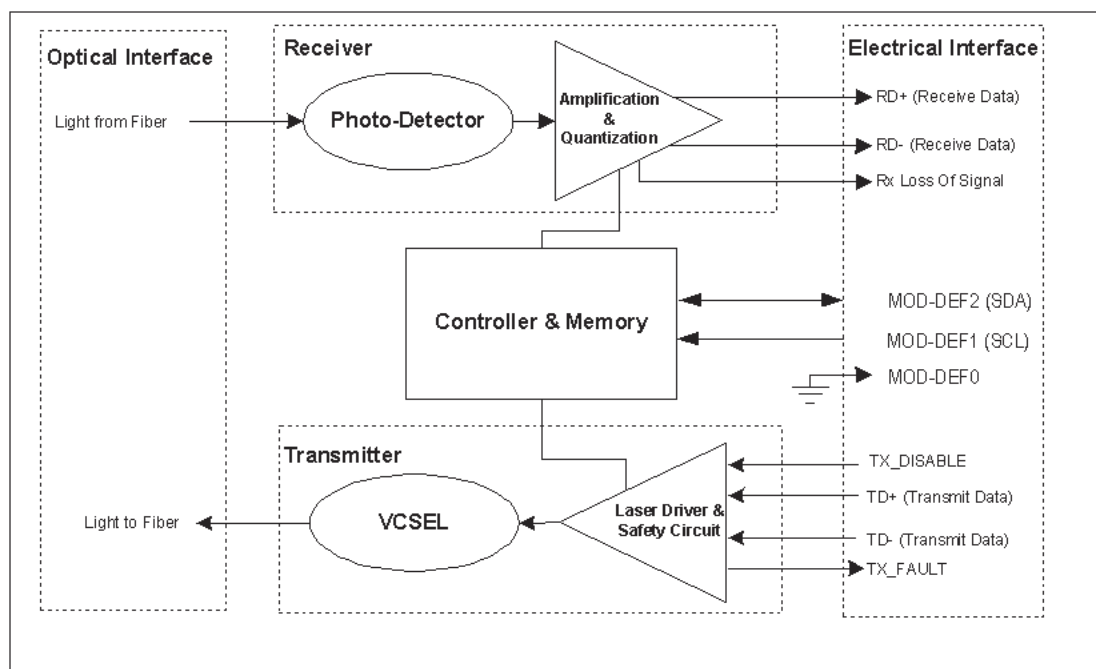 Optical Interface
Receiver
Electrical Interface
Light from Fiber
Photo-Detector
Amplification
&
Quantization
RD+ (Receive Data)
RD- (Receive Data)
Rx Loss Of Signal
Controller & Memory
MOD-DEF2 (SDA)
MOD-DEF1 (SCL)
MOD-DEF0
Transmitter
Light to Fiber
VCSEL
Laser Driver &
Safety Circuit
TX_DISABLE
TD+ (Transmit Data)
TD- (Transmit Data)
TX_FAULT